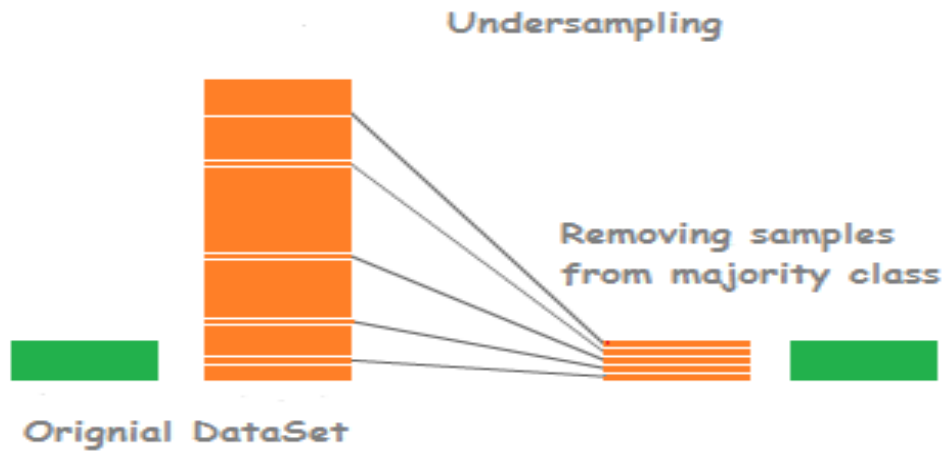 Undersampling
Removing samples
from majority class
Orignial DataSet